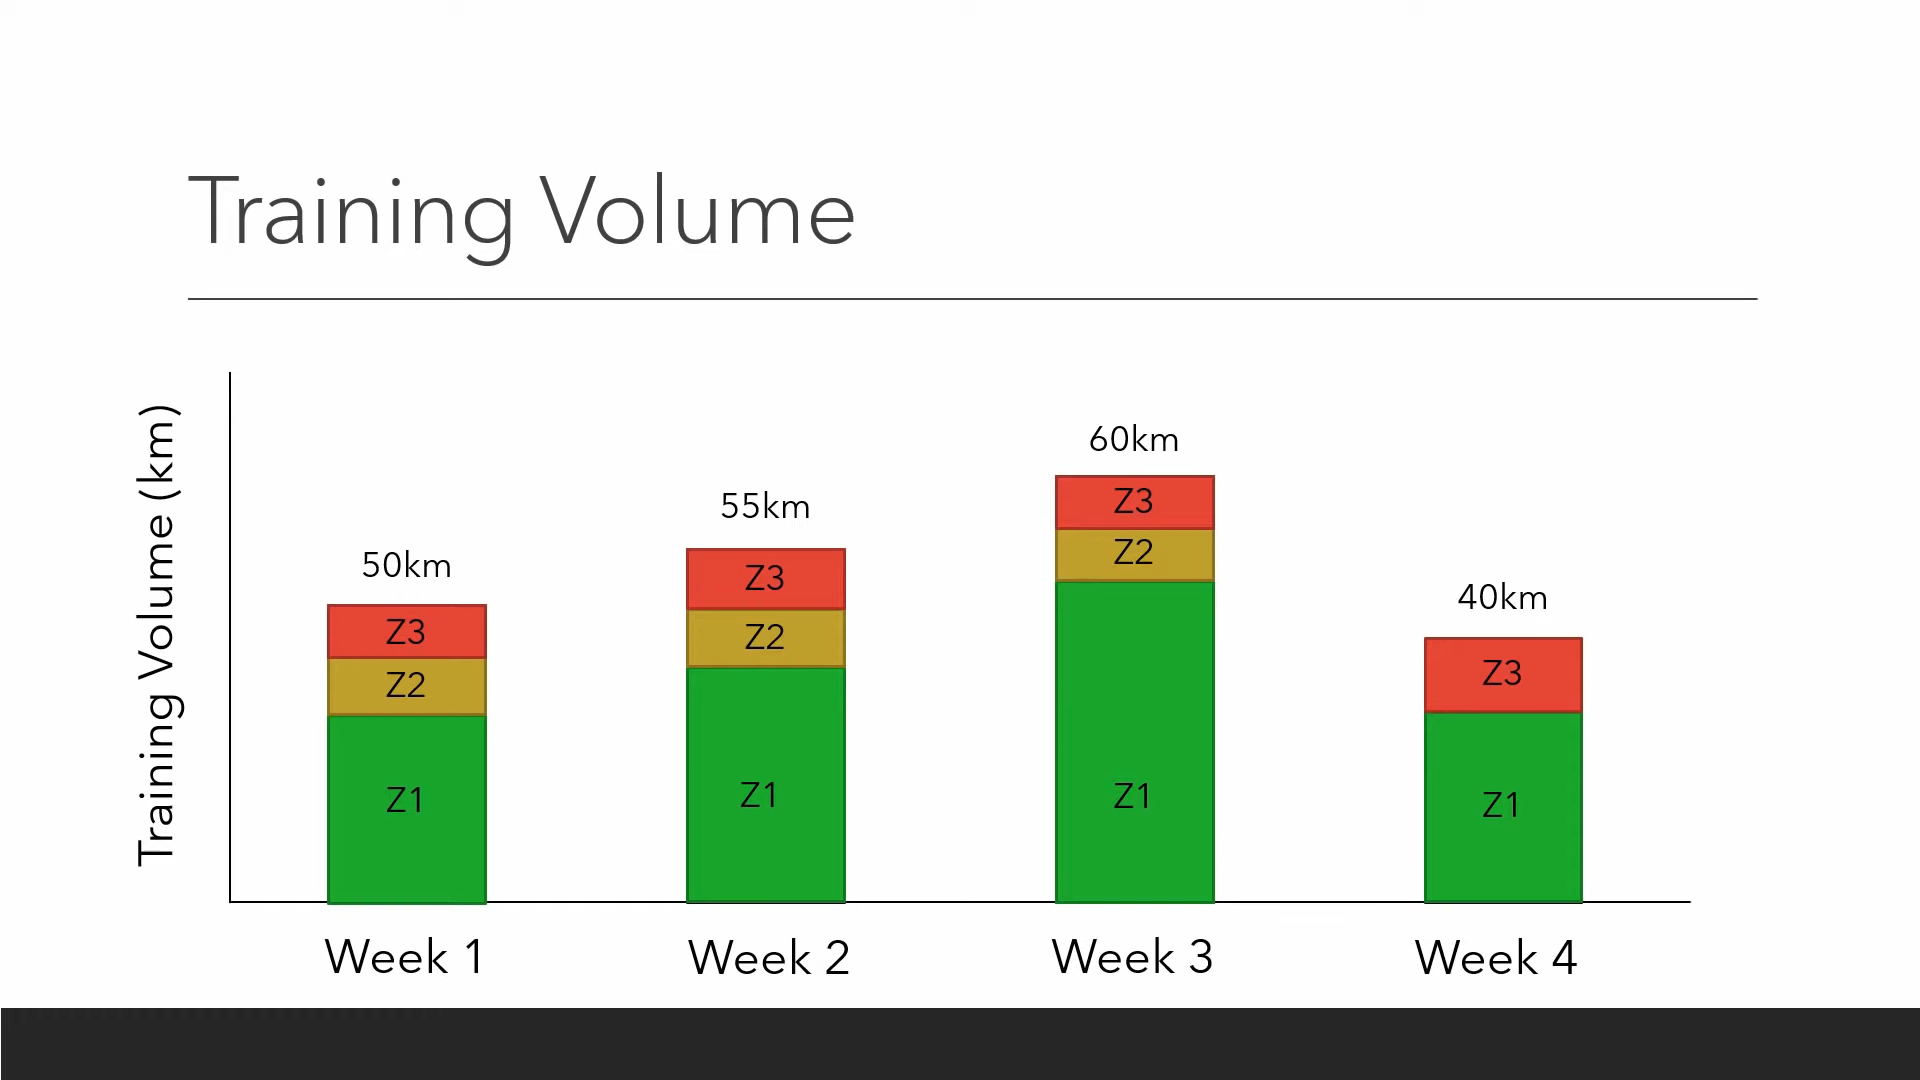 Training Volume
Training Volume (km)
50km
Z3
Z2
Z1
55km
Z3
Z2
Z1
60km
Z3
Z2
Z1
40km
Z3
Z1
Week 1
Week 2
Week 3
Week 4